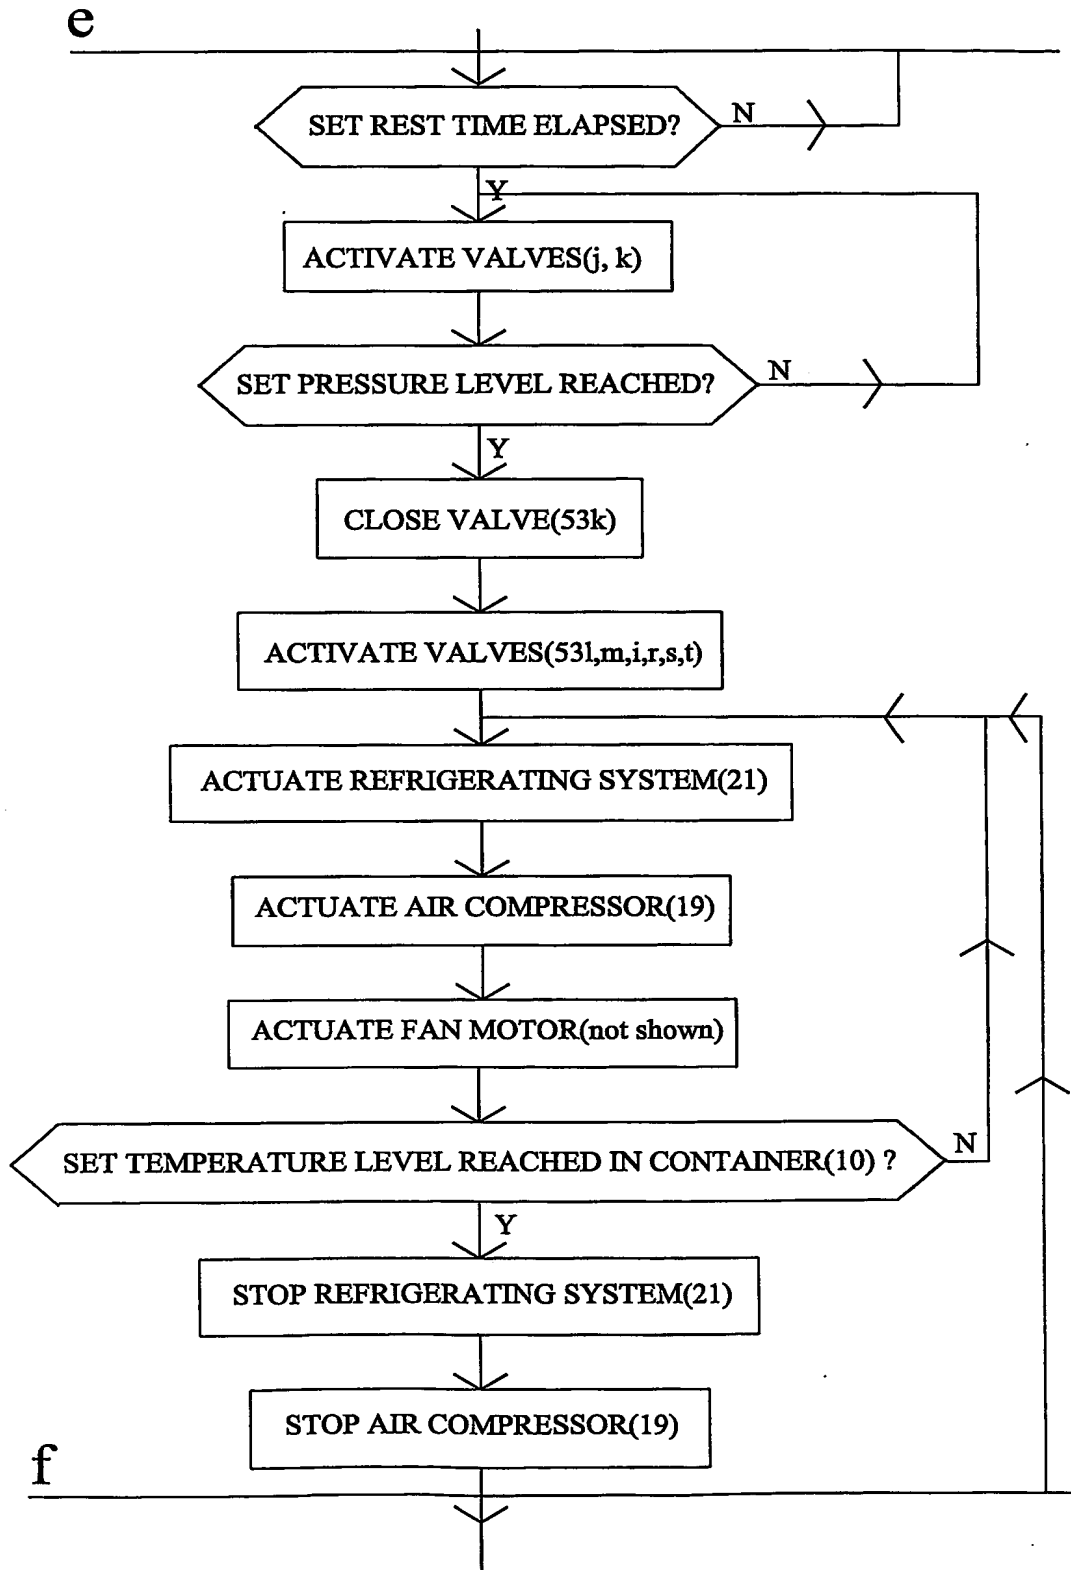 e
SET REST TIME ELAPSED?
N
Y
ACTIVATE VALVES(j, k)
SET PRESSURE LEVEL REACHED?
N
Y
CLOSE VALVE(53k)
ACTIVATE VALVES(53l,m,i,r,s,t)
ACTUATE REFRIGERATING SYSTEM(21)
ACTUATE AIR COMPRESSOR(19)
ACTUATE FAN MOTOR(not shown)
SET TEMPERATURE LEVEL REACHED IN CONTAINER(10) ?
N
Y
STOP REFRIGERATING SYSTEM(21)
STOP AIR COMPRESSOR(19)
f